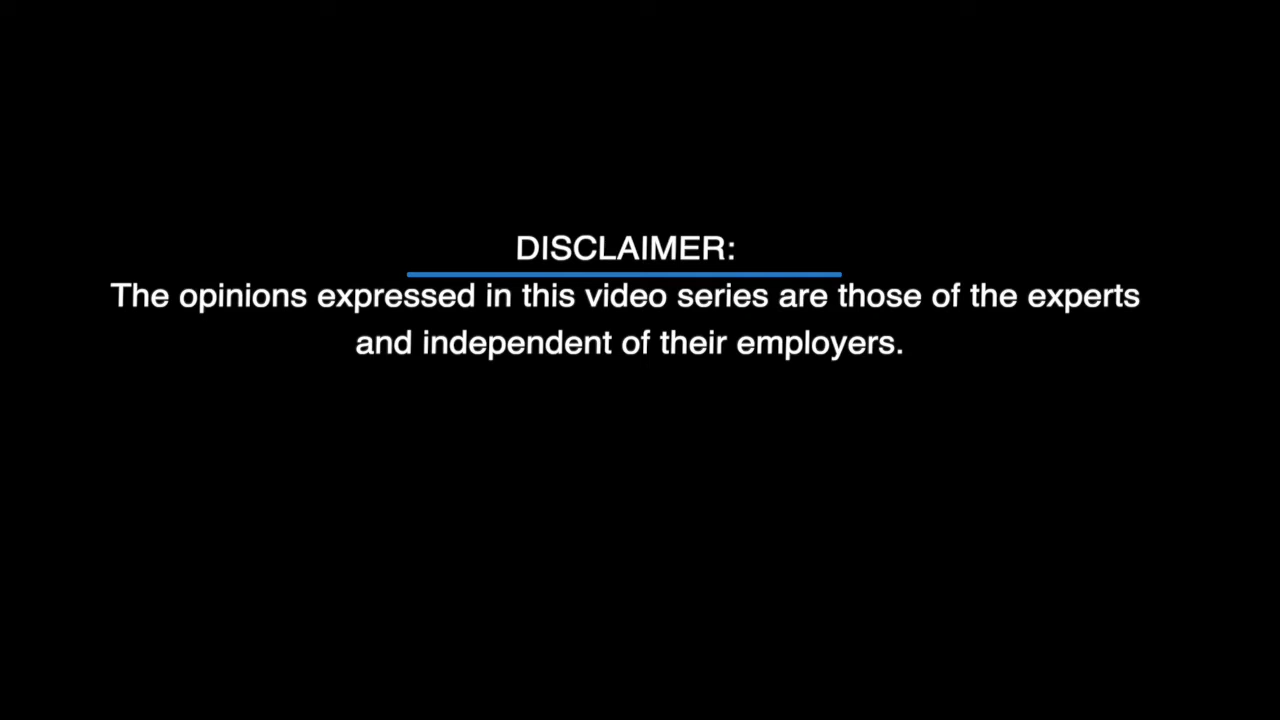 DISCLAIMER:
The opinions expressed in this video series are those of the experts
and independent of their employers.